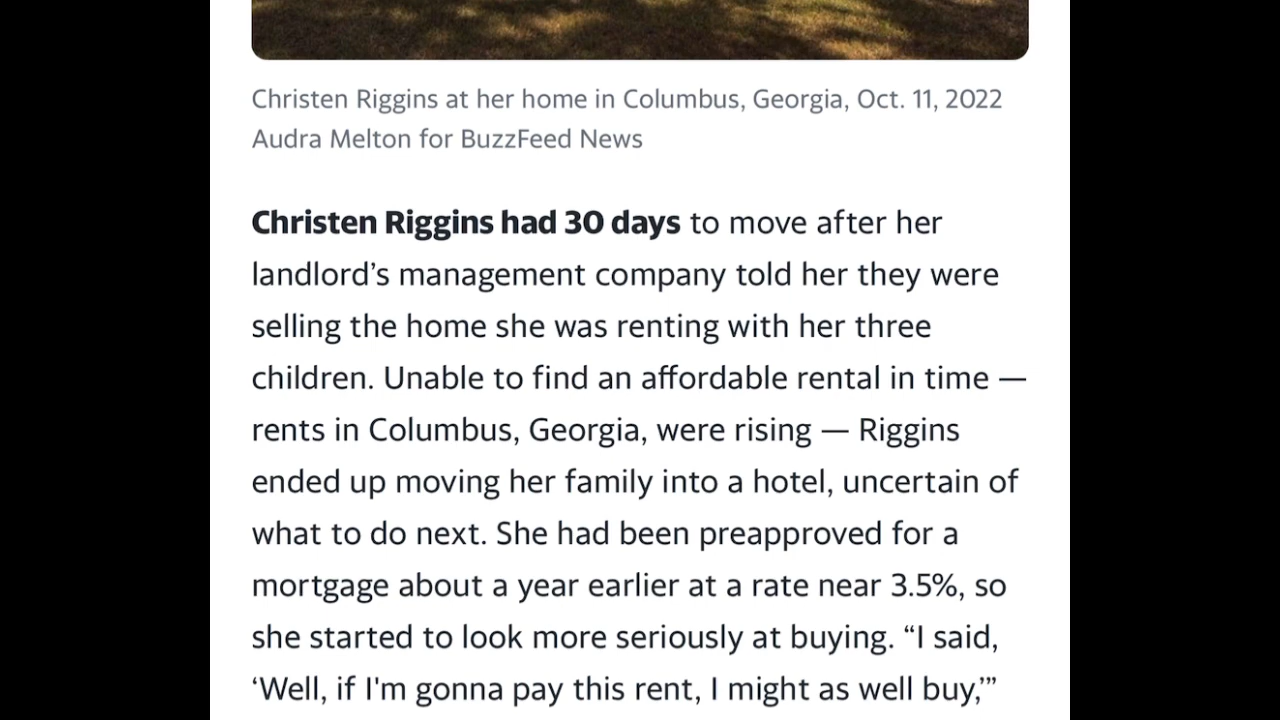 Christen Riggins at her home in Columbus, Georgia, Oct. 11, 2022
Audra Melton for BuzzFeed News
Christen Riggins had 30 days to move after her
landlord’s management company told her they were
selling the home she was renting with her three
children. Unable to find an affordable rental in time —
rents in Columbus, Georgia, were rising — Riggins
ended up moving her family into a hotel, uncertain of
what to do next. She had been preapproved for a
mortgage about a year earlier at a rate near 3.5%, so
she started to look more seriously at buying. “I said,
‘Well, if I'm gonna pay this rent, I might as well buy,’”